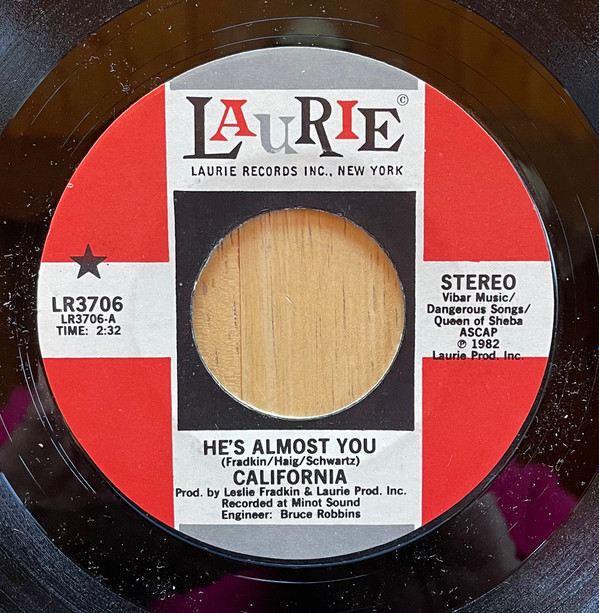 LAuRIE ©
LAURIE RECORDS INC., NEW YORK
LR3706
LR3706-A
TIME: 2:32
STEREO
Vibar Music/
Dangerous Songs/
Queen of Sheba
ASCAP
℗ 1982
Laurie Prod. Inc.
HE'S ALMOST YOU
(Fradkin/Haig/Schwartz)
CALIFORNIA
Prod. by Leslie Fradkin & Laurie Prod. Inc.
Recorded at Minot Sound
Engineer: Bruce Robbins